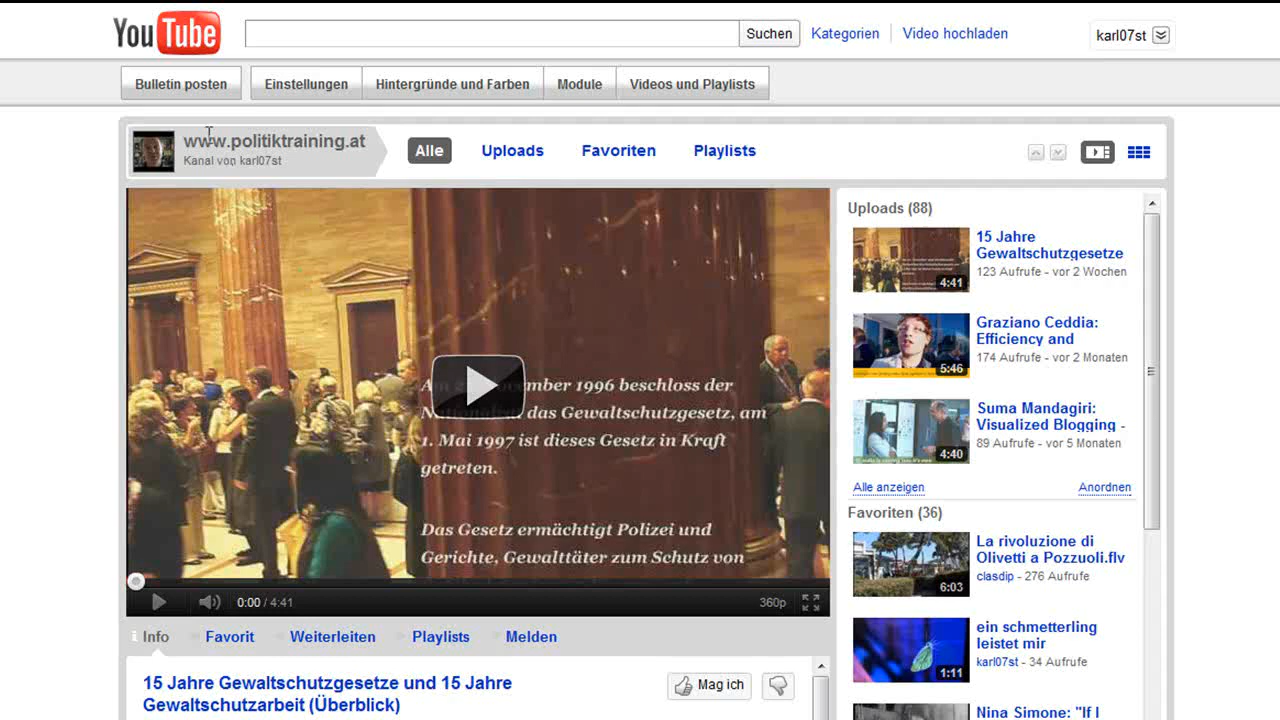 YouTube
Suchen
Kategorien
Video hochladen
karl07st
Bulletin posten
Einstellungen
Hintergründe und Farben
Module
Videos und Playlists
www.politiktraining.at
Kanal von karl07st
Alle
Uploads
Favoriten
Playlists
1996 beschloss der
das Gewaltschutzgesetz, am
1. Mai 1997 ist dieses Gesetz in Kraft
getreten.
Das Gesetz ermächtigt Polizei und
Gerichte, Gewalttäter zum Schutz von
0:00 / 4:41
360p
Info
Favorit
Weiterleiten
Playlists
Melden
15 Jahre Gewaltschutzgesetze und 15 Jahre
Gewaltschutzarbeit (Überblick)
Mag ich
Uploads (88)
4:41
15 Jahre
Gewaltschutzgesetze
123 Aufrufe - vor 2 Wochen
5:46
Graziano Ceddia:
Efficiency and
174 Aufrufe - vor 2 Monaten
4:40
Suma Mandagiri:
Visualized Blogging -
89 Aufrufe - vor 5 Monaten
Alle anzeigen
Anordnen
Favoriten (36)
6:03
La rivoluzione di
Olivetti a Pozzuoli.flv
clasdip - 276 Aufrufe
1:11
ein schmetterling
leistet mir
karl07st - 34 Aufrufe
Nina Simone: "If I